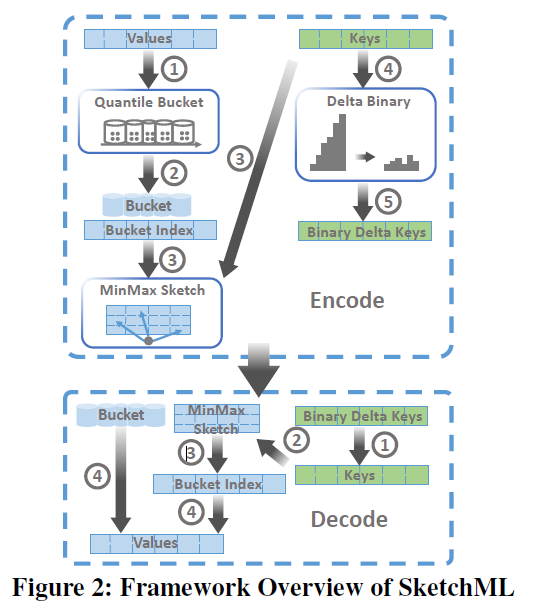 Values
Keys
1
4
Quantile Bucket
Delta Binary
3
2
5
Bucket
Bucket Index
Binary Delta Keys
3
MinMax Sketch
Encode
Bucket
MinMax
Sketch
Binary Delta Keys
2
1
3
Keys
4
Bucket Index
4
Decode
Values
Figure 2: Framework Overview of SketchML